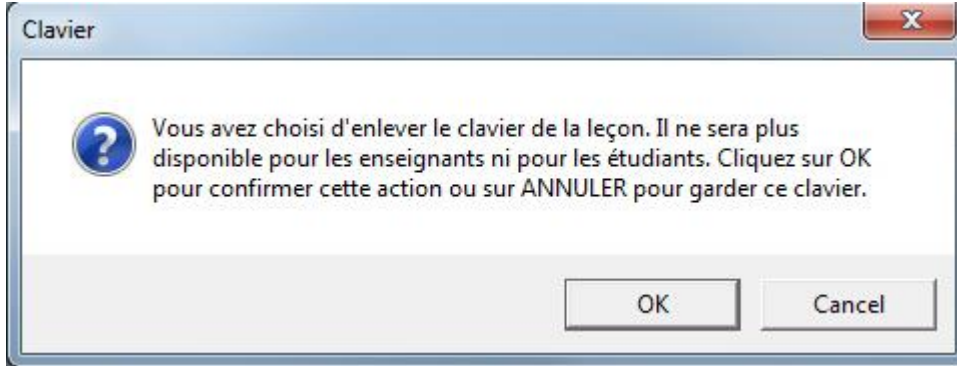 Clavier
Vous avez choisi d'enlever le clavier de la leçon. Il ne sera plus
disponible pour les enseignants ni pour les étudiants. Cliquez sur OK
pour confirmer cette action ou sur ANNULER pour garder ce clavier.
OK
Cancel